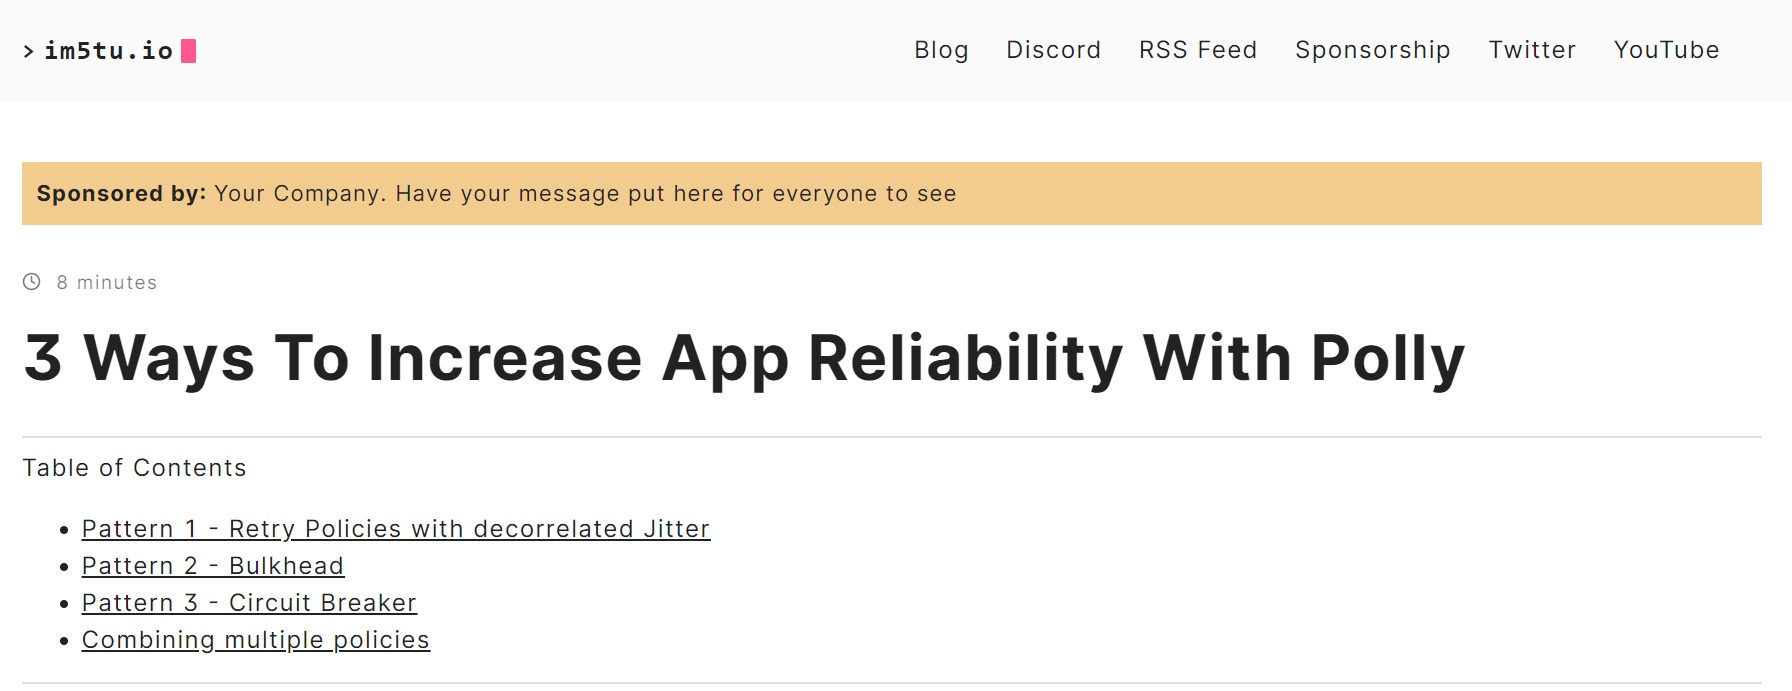 > im5tu.io
Blog Discord RSS Feed Sponsorship Twitter YouTube
Sponsored by: Your Company. Have your message put here for everyone to see
8 minutes
3 Ways To Increase App Reliability With Polly
Table of Contents
• Pattern 1 - Retry Policies with decorrelated Jitter
• Pattern 2 - Bulkhead
• Pattern 3 - Circuit Breaker
• Combining multiple policies